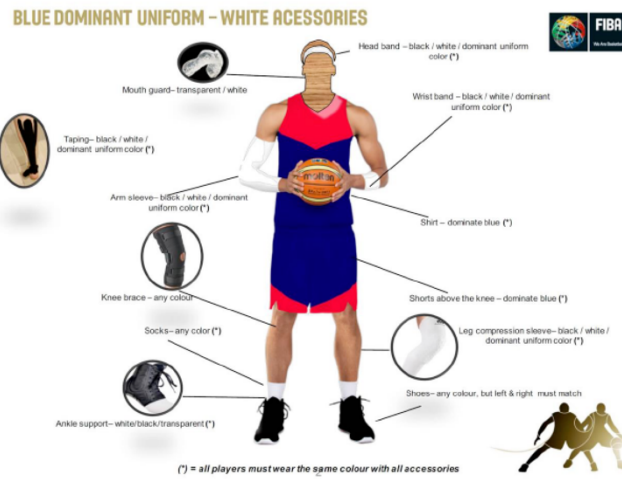 BLUE DOMINANT UNIFORM – WHITE ACESSORIES
FIBA
We Are Basketball
Head band – black / white / dominant uniform
color (*)
Mouth guard– transparent / white
Wrist band – black / white / dominant
uniform color (*)
Taping– black / white /
dominant uniform color (*)
molten
Arm sleeve– black / white / dominant
uniform color (*)
Shirt – dominate blue (*)
Knee brace – any colour
Shorts above the knee – dominate blue (*)
Socks– any color (*)
Leg compression sleeve– black / white /
dominant uniform color (*)
Shoes– any colour, but left & right must match
Ankle support– white/black/transparent (*)
(*) = all players must wear the same colour with all accessories